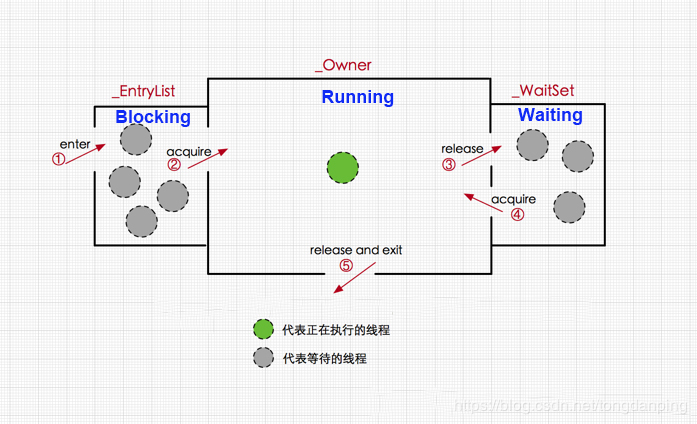 _Owner
_EntryList
Running
_WaitSet
Blocking
Waiting
enter
①
acquire
②
release
③
acquire
④
release and exit
⑤
代表正在执行的线程
代表等待的线程
https://blog.csdn.net/tongdanping